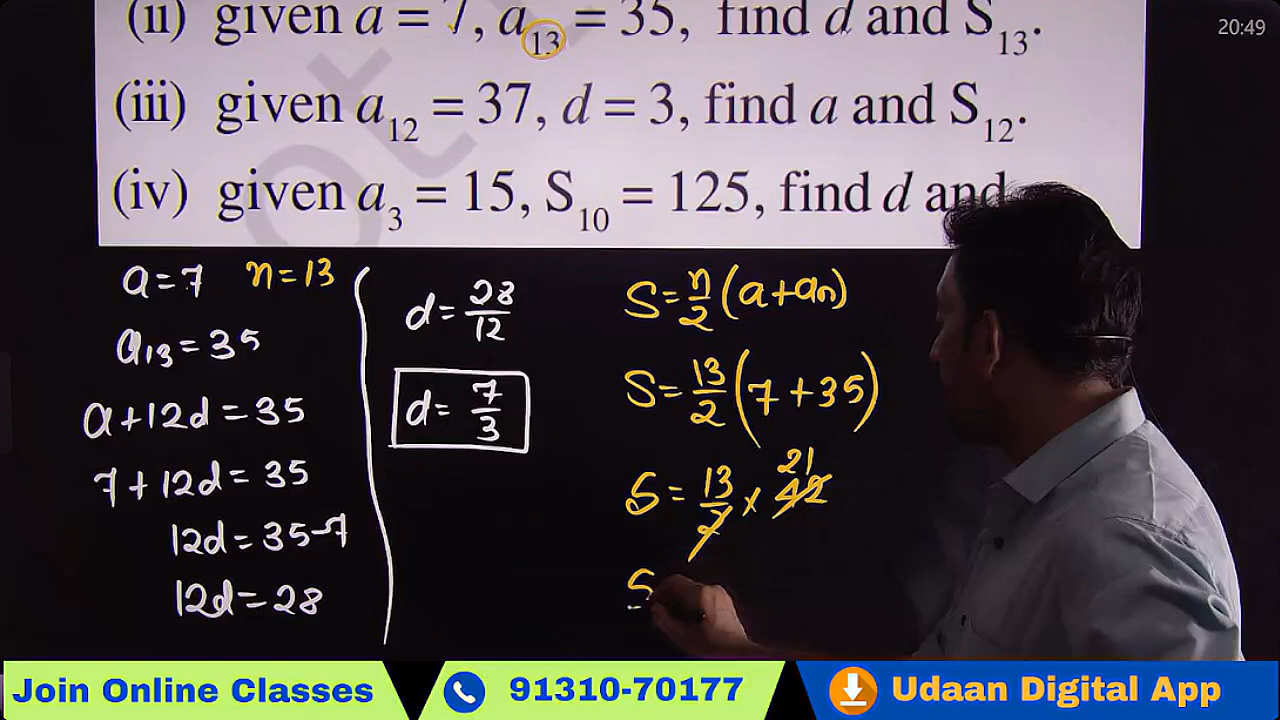 (ii) given a = 7, a13 = 35, find d and S13.
20:49
(iii) given a12 = 37, d = 3, find a and S12.
(iv) given a3 = 15, S10 = 125, find d and
a=7 n=13
a13=35
a+12d=35
7+12d=35
12d=35-7
12d=28
d=28/12
d=7/3
S=n/2(a+an)
S=13/2(7+35)
S=13/2×42
21
S
Join Online Classes
91310-70177
Udaan Digital App